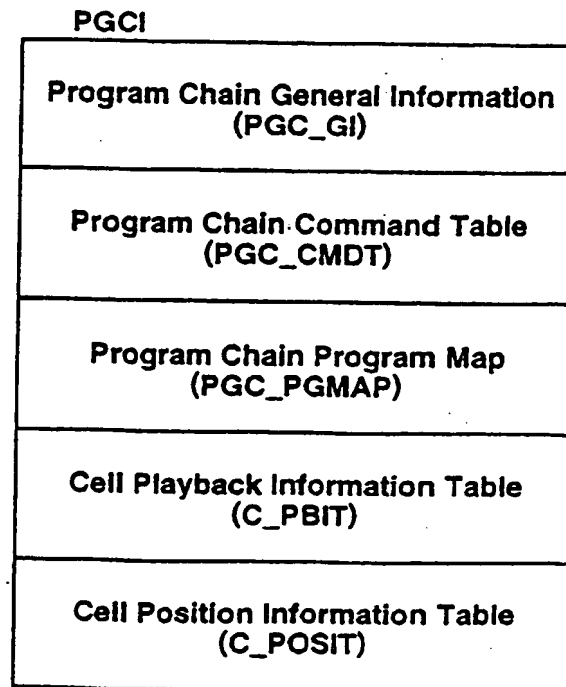 PGCI
Program Chain General Information
(PGC_GI)
Program Chain Command Table
(PGC_CMDT)
Program Chain Program Map
(PGC_PGMAP)
Cell Playback Information Table
(C_PBIT)
Cell Position Information Table
(C_POSIT)